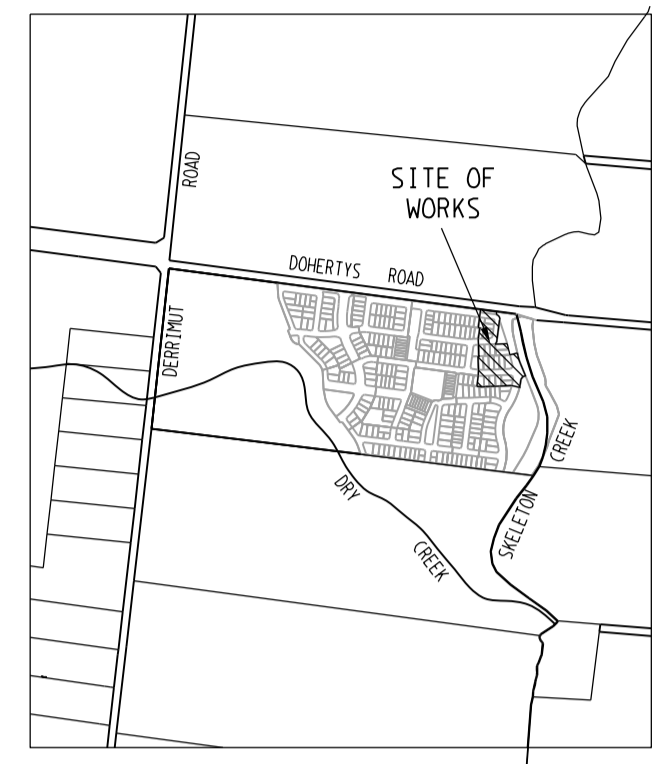 ROAD
SITE OF
WORKS
DOHERTYS ROAD
DERRIMUT
CREEK
SKELETON
DRY
CREEK